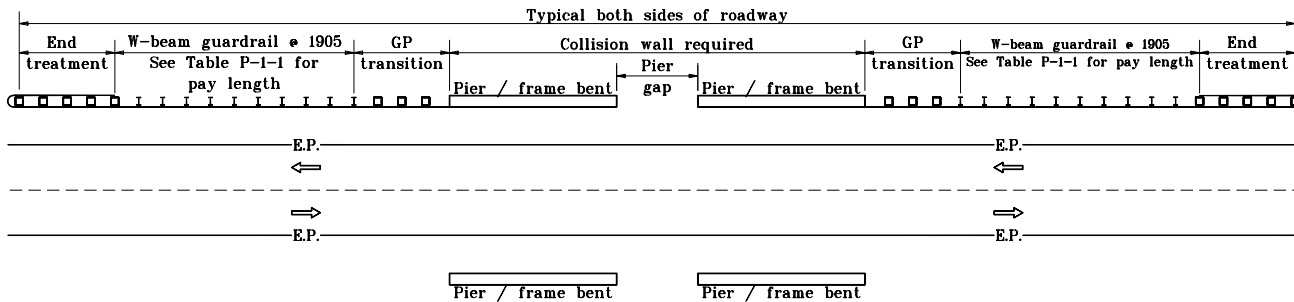 Typical both sides of roadway
End
treatment
W-beam guardrail @ 1905
See Table P-1-1 for
pay length
GP
transition
Collision wall required
Pier
gap
GP
transition
W-beam guardrail @ 1905
See Table P-1-1 for pay length
End
treatment
Pier / frame bent
Pier / frame bent
E.P.
E.P.
E.P.
E.P.
Pier / frame bent
Pier / frame bent